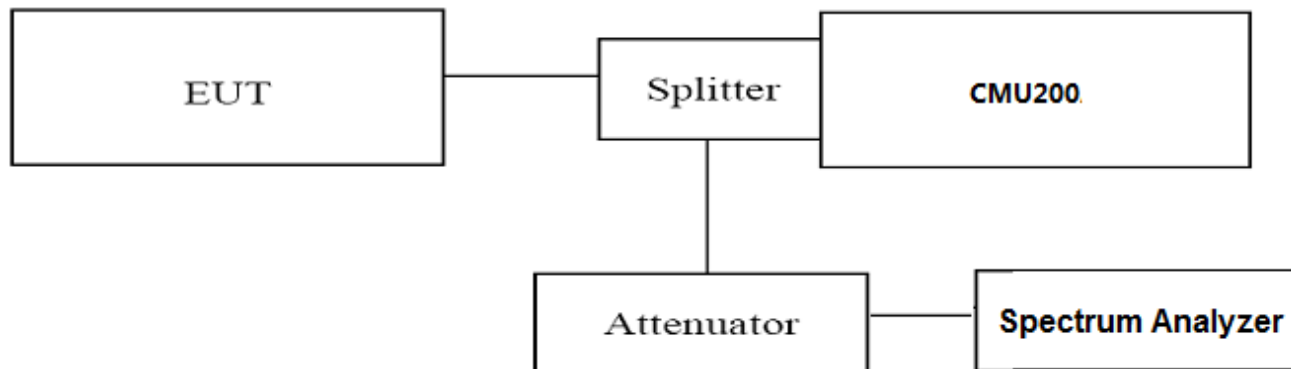 EUT
Splitter
CMU200
Attenuator
Spectrum Analyzer